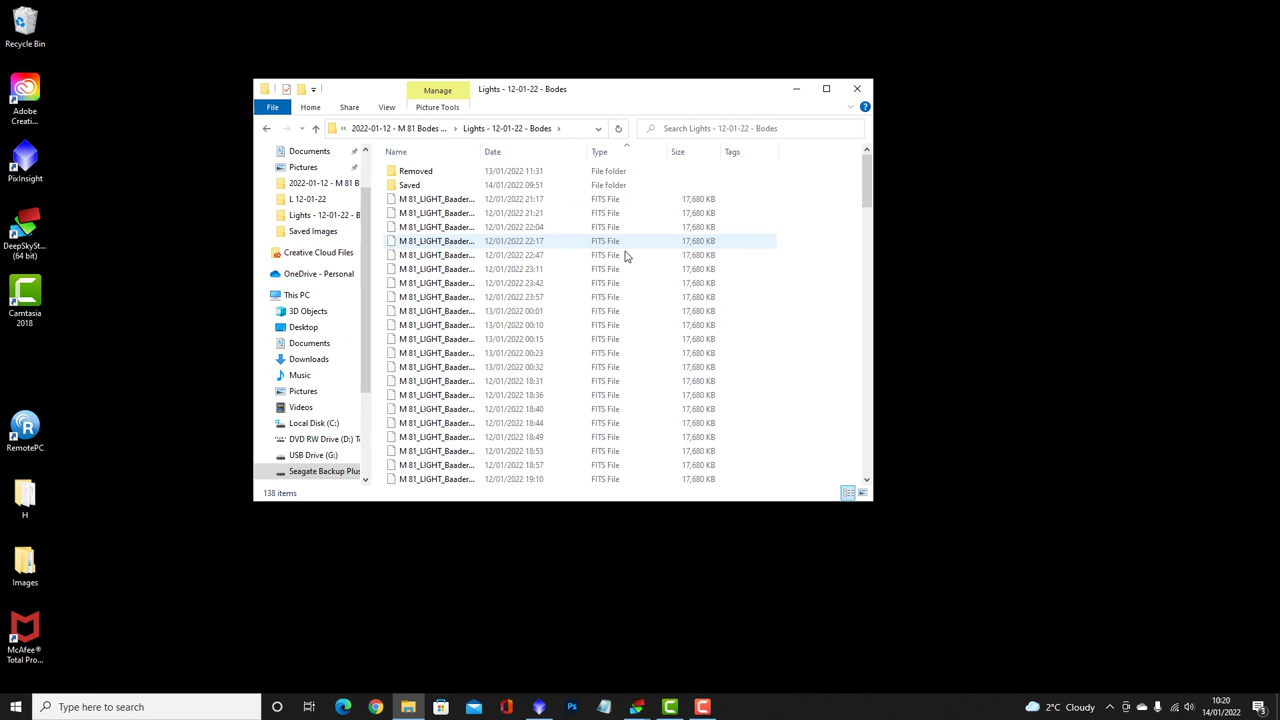 Recycle Bin
Adobe
Creati...
PixInsight
DeepSkySt...
(64 bit)
Camtasia
2018
RemotePC
H
Images
McAfee®
Total Pro...
Manage
Lights - 12-01-22 - Bodes
File
Home
Share
View
Picture Tools
2022-01-12 - M 81 Bodes ...
Lights - 12-01-22 - Bodes
Search Lights - 12-01-22 - Bodes
Documents
Pictures
2022-01-12 - M 81 B
L 12-01-22
Lights - 12-01-22 - B
Saved Images
Creative Cloud Files
OneDrive - Personal
This PC
3D Objects
Desktop
Documents
Downloads
Music
Pictures
Videos
Local Disk (C:)
DVD RW Drive (D:) T
USB Drive (G:)
Seagate Backup Plus
Name Date Type Size Tags
Removed 13/01/2022 11:31 File folder
Saved 14/01/2022 09:51 File folder
M 81_LIGHT_Baader... 12/01/2022 21:17 FITS File 17,680 KB
M 81_LIGHT_Baader... 12/01/2022 21:21 FITS File 17,680 KB
M 81_LIGHT_Baader... 12/01/2022 22:04 FITS File 17,680 KB
M 81_LIGHT_Baader... 12/01/2022 22:17 FITS File 17,680 KB
M 81_LIGHT_Baader... 12/01/2022 22:47 FITS File 17,680 KB
M 81_LIGHT_Baader... 12/01/2022 23:11 FITS File 17,680 KB
M 81_LIGHT_Baader... 12/01/2022 23:42 FITS File 17,680 KB
M 81_LIGHT_Baader... 12/01/2022 23:57 FITS File 17,680 KB
M 81_LIGHT_Baader... 13/01/2022 00:01 FITS File 17,680 KB
M 81_LIGHT_Baader... 13/01/2022 00:10 FITS File 17,680 KB
M 81_LIGHT_Baader... 13/01/2022 00:15 FITS File 17,680 KB
M 81_LIGHT_Baader... 13/01/2022 00:23 FITS File 17,680 KB
M 81_LIGHT_Baader... 13/01/2022 00:32 FITS File 17,680 KB
M 81_LIGHT_Baader... 12/01/2022 18:31 FITS File 17,680 KB
M 81_LIGHT_Baader... 12/01/2022 18:36 FITS File 17,680 KB
M 81_LIGHT_Baader... 12/01/2022 18:40 FITS File 17,680 KB
M 81_LIGHT_Baader... 12/01/2022 18:44 FITS File 17,680 KB
M 81_LIGHT_Baader... 12/01/2022 18:49 FITS File 17,680 KB
M 81_LIGHT_Baader... 12/01/2022 18:53 FITS File 17,680 KB
M 81_LIGHT_Baader... 12/01/2022 18:57 FITS File 17,680 KB
M 81_LIGHT_Baader... 12/01/2022 19:10 FITS File 17,680 KB
138 items
Type here to search
2°C Cloudy
10:20
14/01/2022